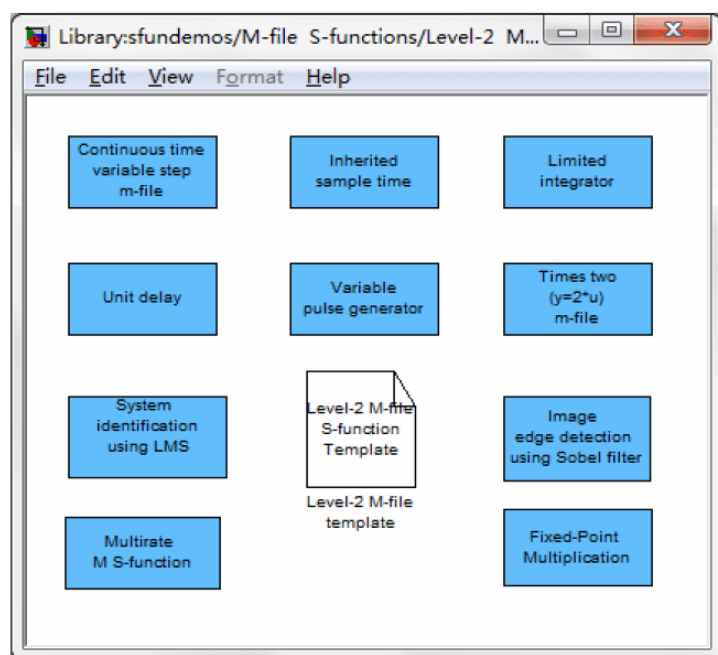 Library:sfundemos/M-file S-functions/Level-2 M...
File Edit View Format Help
Continuous time
variable step
m-file
Inherited
sample time
Limited
integrator
Unit delay
Variable
pulse generator
Times two
(y=2*u)
m-file
System
identification
using LMS
Level-2 M-file
S-function
Template
Level-2 M-file
template
Image
edge detection
using Sobel filter
Multirate
M S-function
Fixed-Point
Multiplication